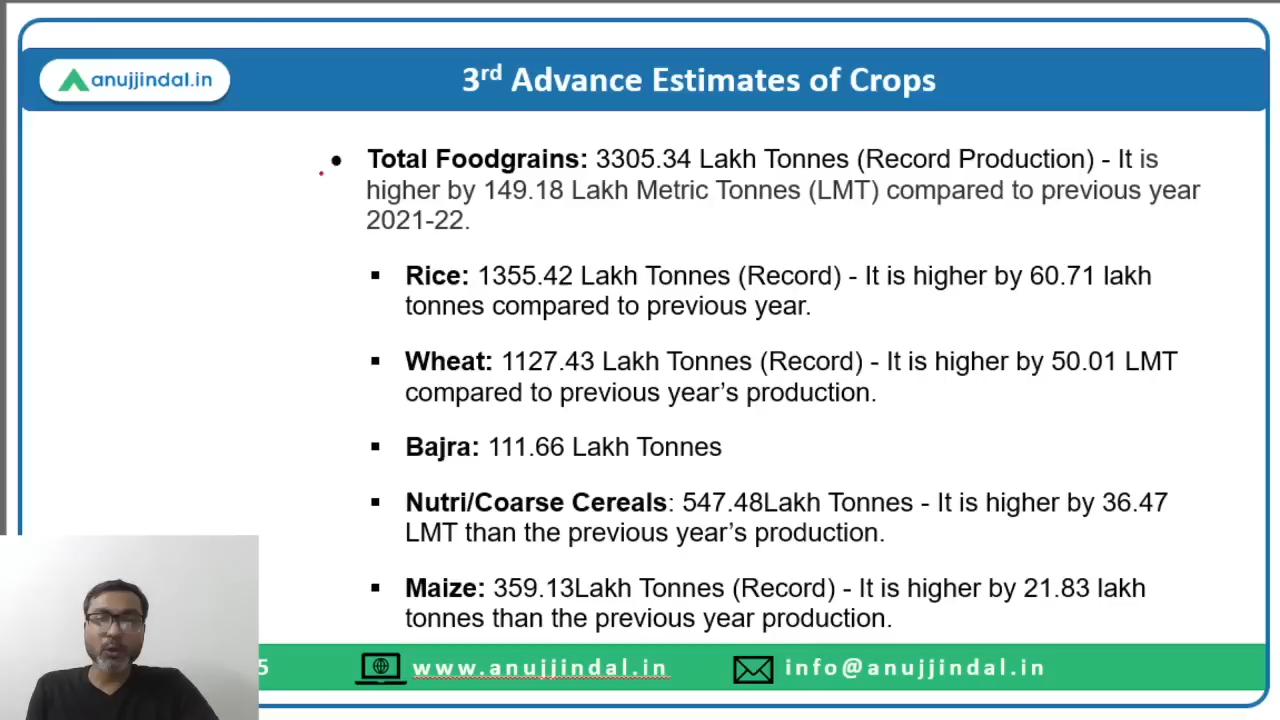 anujjindal.in
3rd Advance Estimates of Crops
● Total Foodgrains: 3305.34 Lakh Tonnes (Record Production) - It is
higher by 149.18 Lakh Metric Tonnes (LMT) compared to previous year
2021-22.
▪ Rice: 1355.42 Lakh Tonnes (Record) - It is higher by 60.71 lakh
tonnes compared to previous year.
▪ Wheat: 1127.43 Lakh Tonnes (Record) - It is higher by 50.01 LMT
compared to previous year’s production.
▪ Bajra: 111.66 Lakh Tonnes
▪ Nutri/Coarse Cereals: 547.48Lakh Tonnes - It is higher by 36.47
LMT than the previous year’s production.
▪ Maize: 359.13Lakh Tonnes (Record) - It is higher by 21.83 lakh
tonnes than the previous year production.
5 www.anujjindal.in info@anujjindal.in